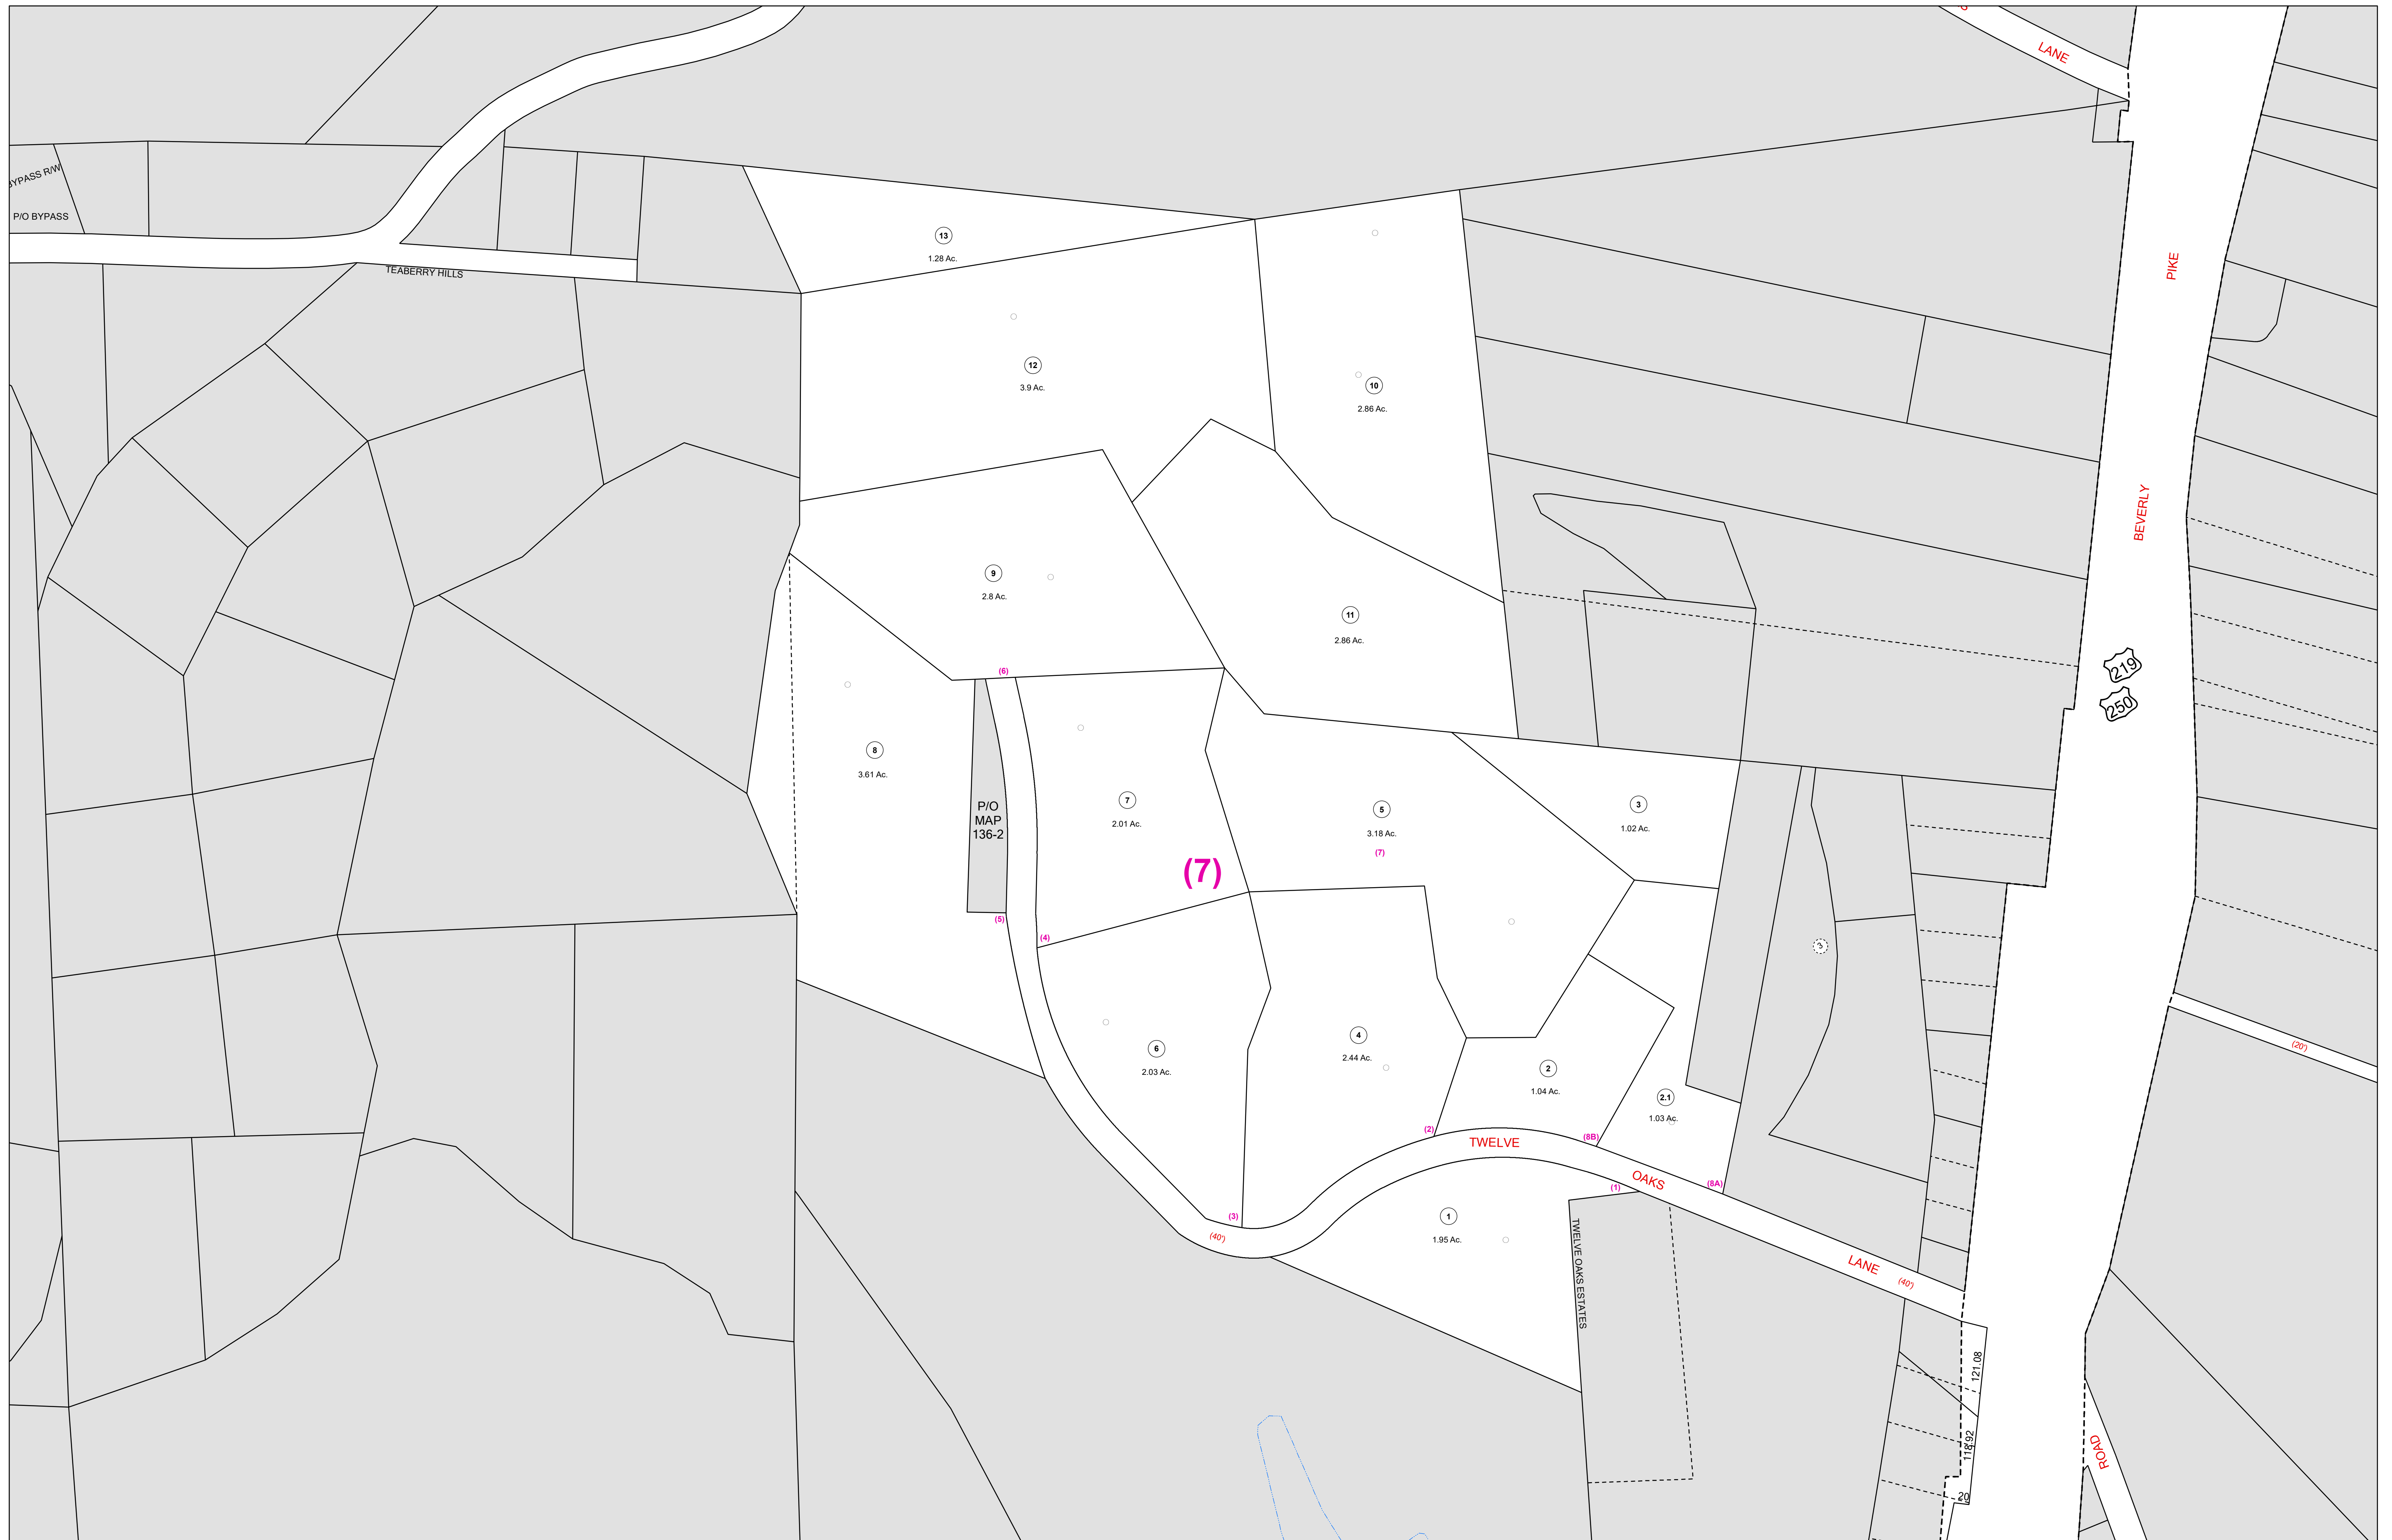 LANE
BYPASS R/W
P/O BYPASS
TEABERRY HILLS
PIKE
BEVERLY
13
1.28 Ac.
12
3.9 Ac.
10
2.86 Ac.
9
2.8 Ac.
11
2.86 Ac.
(6)
219
250
8
3.61 Ac.
P/O
MAP
136-2
7
2.01 Ac.
5
3.18 Ac.
(7)
3
1.02 Ac.
(7)
(5)
(4)
3
6
2.03 Ac.
4
2.44 Ac.
2
1.04 Ac.
2.1
1.03 Ac.
(20')
(2)
TWELVE
(8B)
OAKS
(8A)
(1)
(3)
(40')
1
1.95 Ac.
TWELVE OAKS ESTATES
LANE
(40')
121.08
118.92
20
ROAD